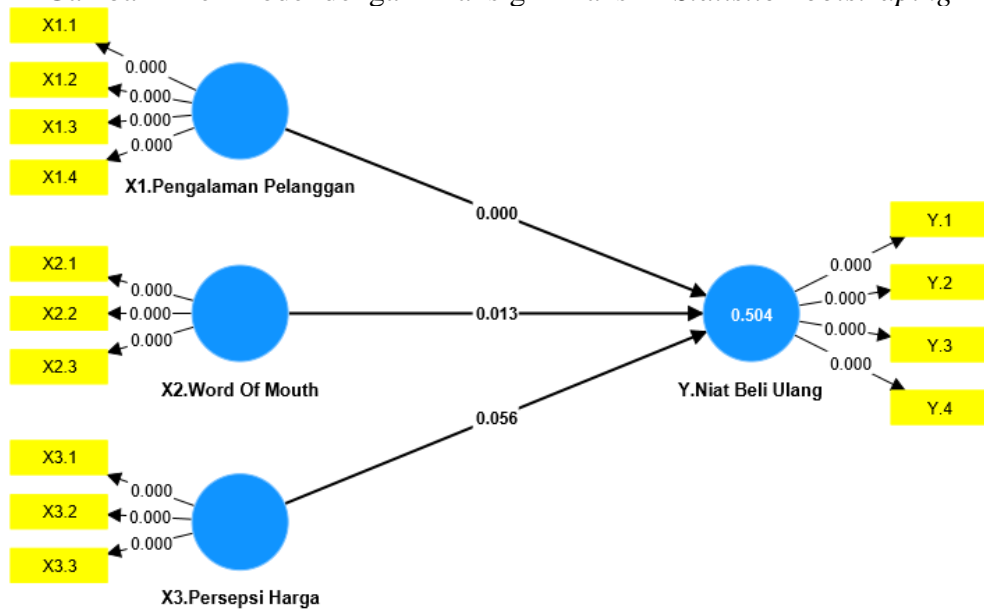 X1.1
X1.2
X1.3
X1.4
0.000
0.000
0.000
0.000
X1.Pengalaman Pelanggan
0.000
X2.1
X2.2
X2.3
0.000
0.000
0.000
X2.Word Of Mouth
0.013
X3.1
X3.2
X3.3
0.000
0.000
0.000
X3.Persepsi Harga
0.056
0.504
Y.Niat Beli Ulang
0.000
0.000
0.000
0.000
Y.1
Y.2
Y.3
Y.4